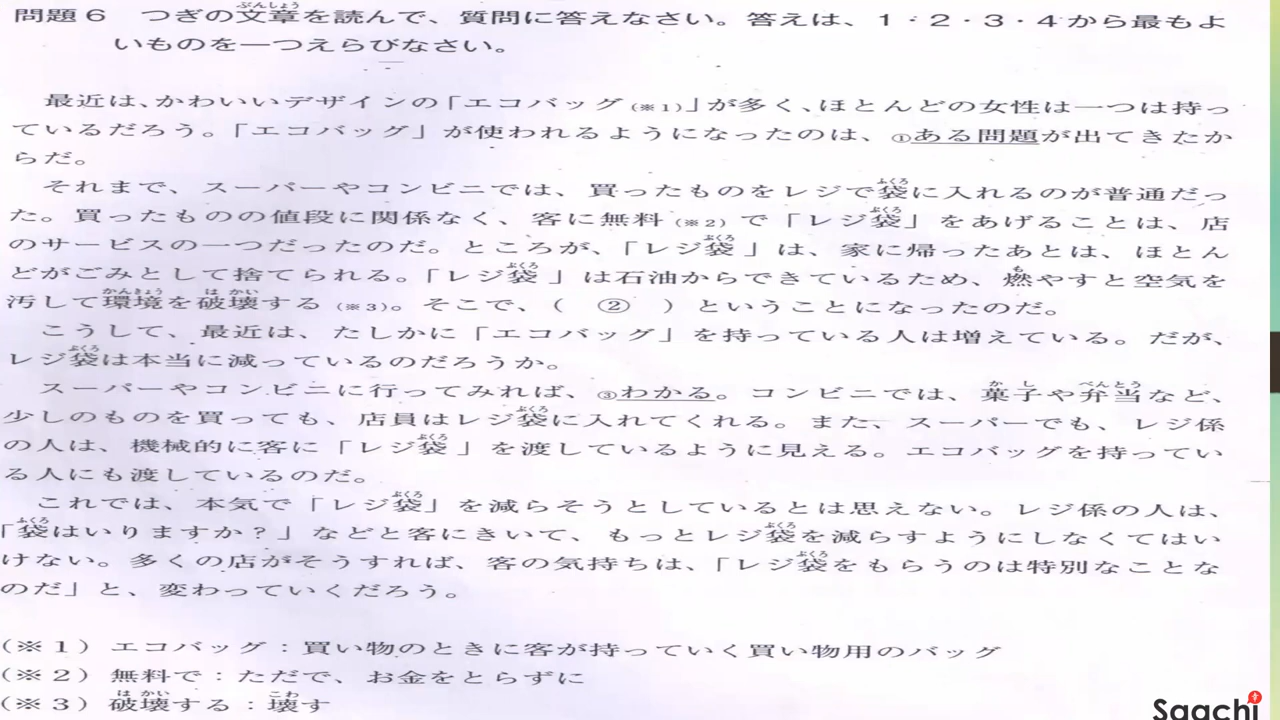 問題6　つぎの文章を読んで、質問に答えなさい。答えは、1・2・3・4から最もよ
いものを一つえらびなさい。
最近は、かわいいデザインの「エコバッグ(※1)」が多く、ほとんどの女性は一つは持っ
ているだろう。「エコバッグ」が使われるようになったのは、①ある問題が出てきたか
らだ。
それまで、スーパーやコンビニでは、買ったものをレジで袋に入れるのが普通だっ
た。買ったものの値段に関係なく、客に無料(※2)で「レジ袋」をあげることは、店
のサービスの一つだったのだ。ところが、「レジ袋」は、家に帰ったあとは、ほとん
どがごみとして捨てられる。「レジ袋」は石油からできているため、燃やすと空気を
汚して環境を破壊する(※3)。そこで、(　②　)ということになったのだ。
こうして、最近は、たしかに「エコバッグ」を持っている人は増えている。だが、
レジ袋は本当に減っているのだろうか。
スーパーやコンビニに行ってみれば、③わかる。コンビニでは、菓子や弁当など、
少しのものを買っても、店員はレジ袋に入れてくれる。また、スーパーでも、レジ係
の人は、機械的に客に「レジ袋」を渡しているように見える。エコバッグを持ってい
る人にも渡しているのだ。
これでは、本気で「レジ袋」を減らそうとしているとは思えない。レジ係の人は、
「袋はいりますか?」などと客にきいて、もっとレジ袋を減らすようにしなくてはい
けない。多くの店がそうすれば、客の気持ちは、「レジ袋をもらうのは特別なことな
のだ」と、変わっていくだろう。
(※1) エコバッグ：買い物のときに客が持っていく買い物用のバッグ
(※2) 無料で：ただで、お金をとらずに
(※3) 破壊する：壊す
Saachi